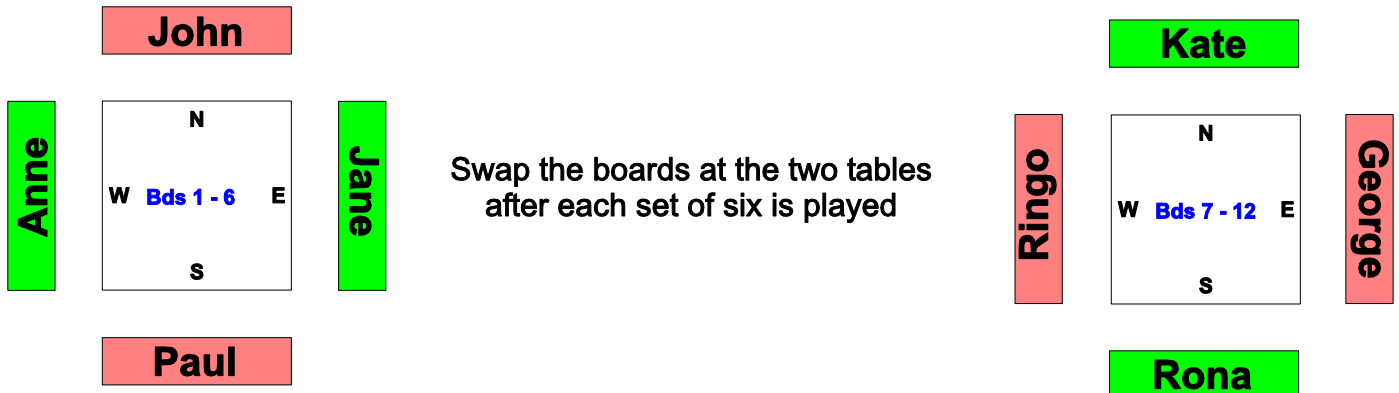 John
Anne
N
W Bds 1 - 6 E
S
Jane
Paul
Swap the boards at the two tables
after each set of six is played
Kate
Ringo
N
W Bds 7 - 12 E
S
George
Rona